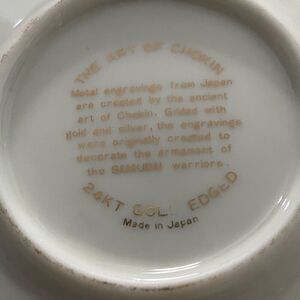 THE ART OF CHOKIN
Metal engravings from Japan
are created by the ancient
art of Chokin. Gilded with
gold and silver, the engravings
were originally created to
decorate the armament of
the SAMURAI warriors.
24KT GOLD EDGED
Made in Japan